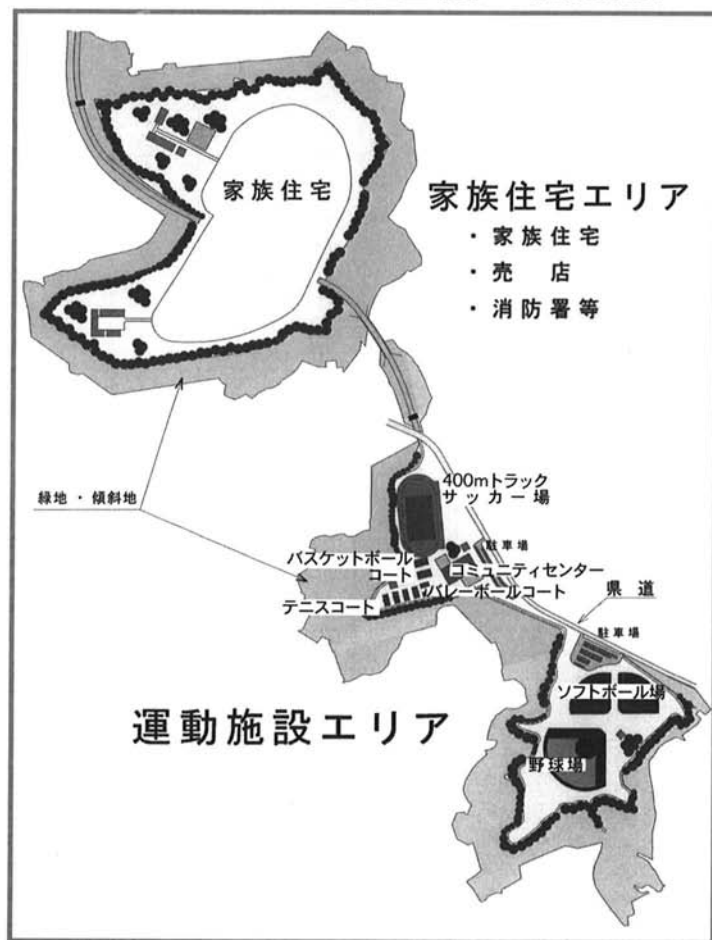 家族住宅
家族住宅エリア
・ 家族住宅
・ 売　店
・ 消防署等
緑地 ・ 傾斜地
400mトラック
サッカー場
駐車場
バスケットボール
コート
コミュニティセンター
バレーボールコート
テニスコート
県道
駐車場
ソフトボール場
運動施設エリア
野球場